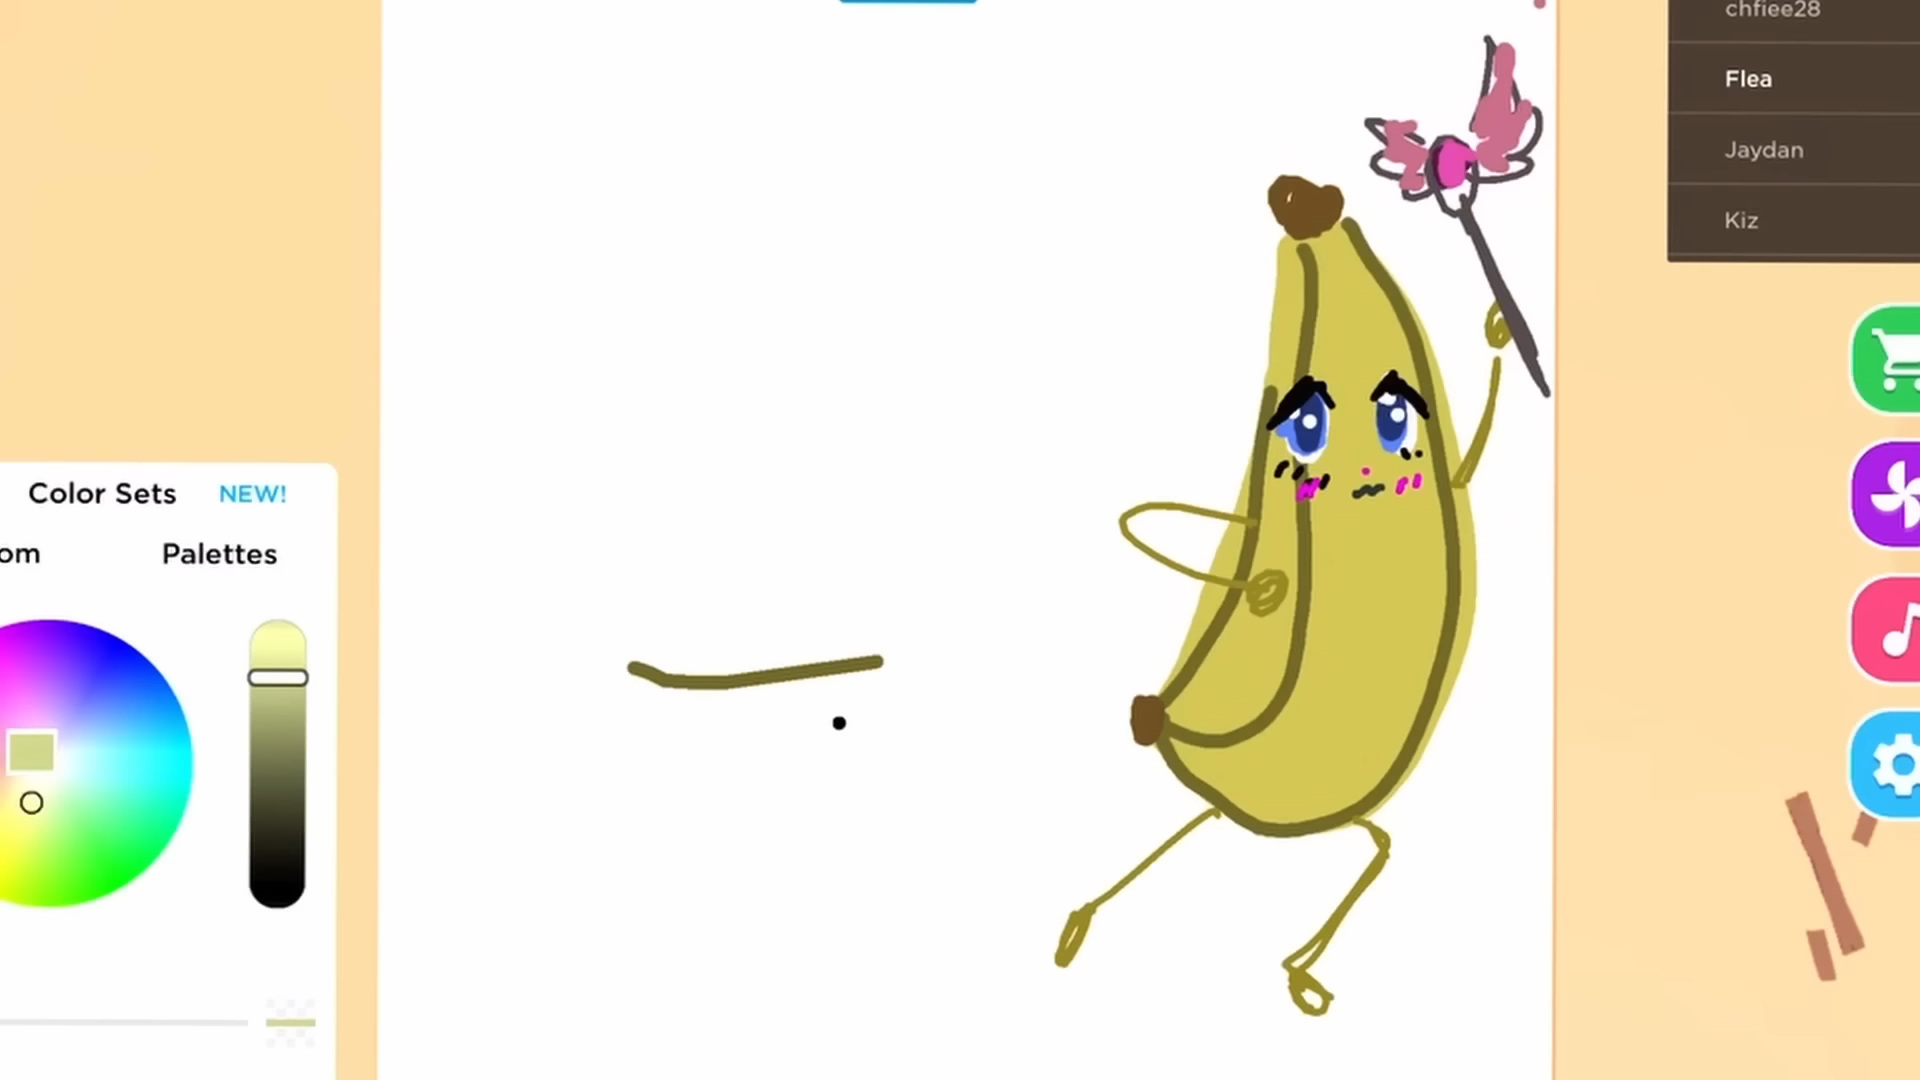 chfiee28
Flea
Jaydan
Kiz
Color Sets NEW!
om Palettes